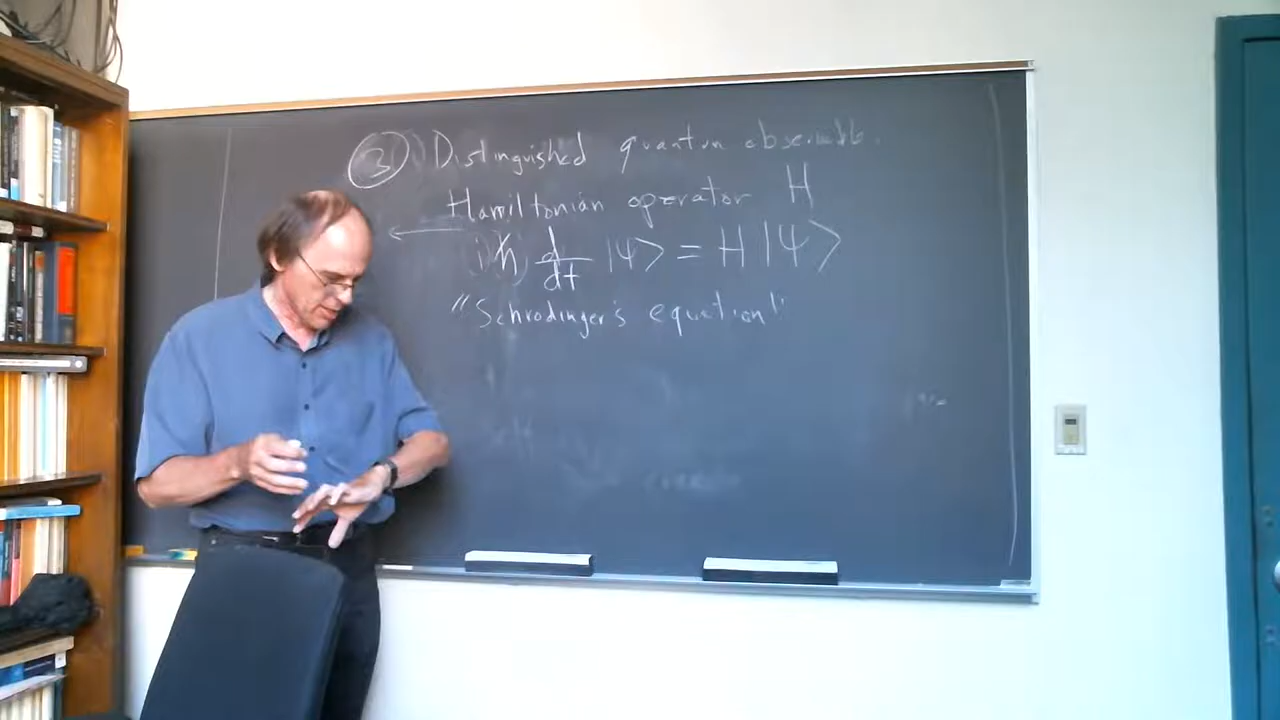 ③ Distinguished quantum observable.
Hamiltonian operator H
← iħ d/dt |ψ> = H |ψ>
"Schrodinger's equation"